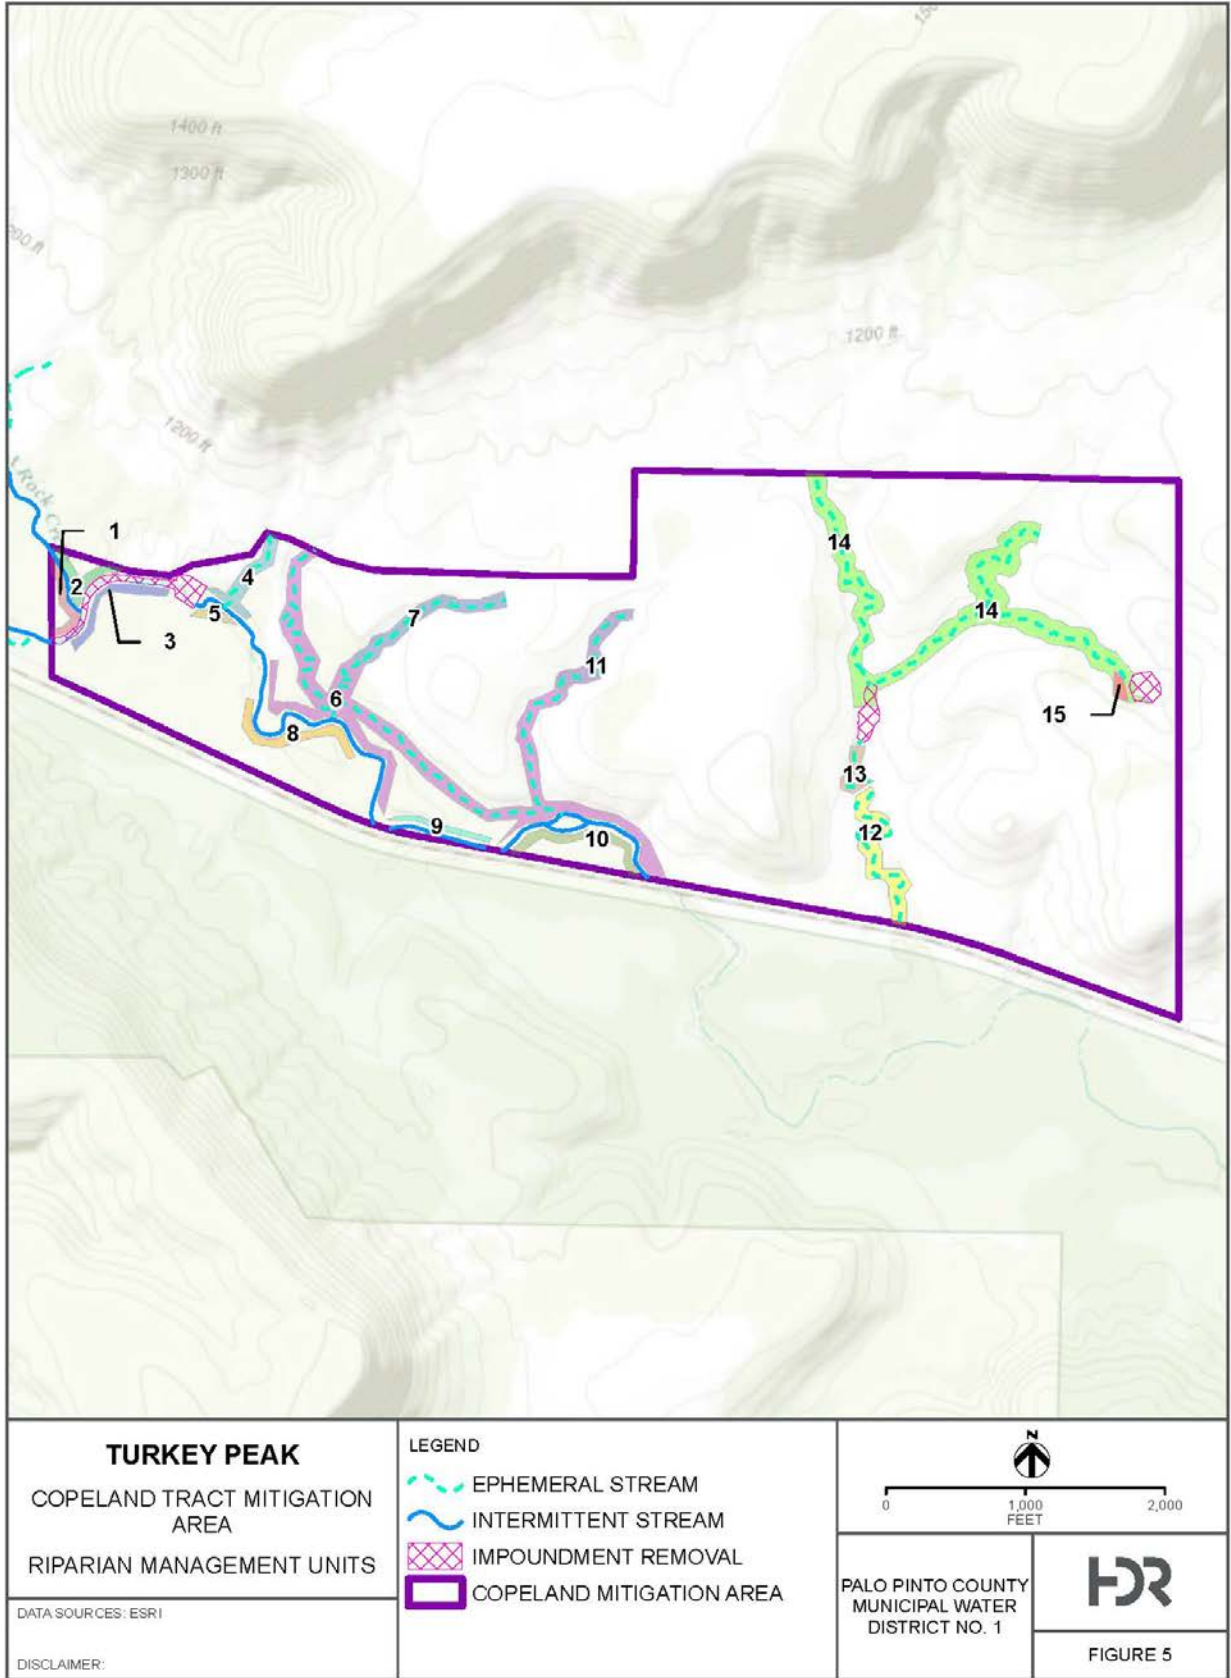 1400 ft
1300 ft
1200 ft
1200 ft
1
2
3
4
5
6
7
8
9
10
11
12
13
14
14
15
TURKEY PEAK
COPELAND TRACT MITIGATION
AREA
RIPARIAN MANAGEMENT UNITS
DATA SOURCES: ESRI
DISCLAIMER:
LEGEND
EPHEMERAL STREAM
INTERMITTENT STREAM
IMPOUNDMENT REMOVAL
COPELAND MITIGATION AREA
N
0 1,000 2,000
FEET
PALO PINTO COUNTY
MUNICIPAL WATER
DISTRICT NO. 1
HDR
FIGURE 5